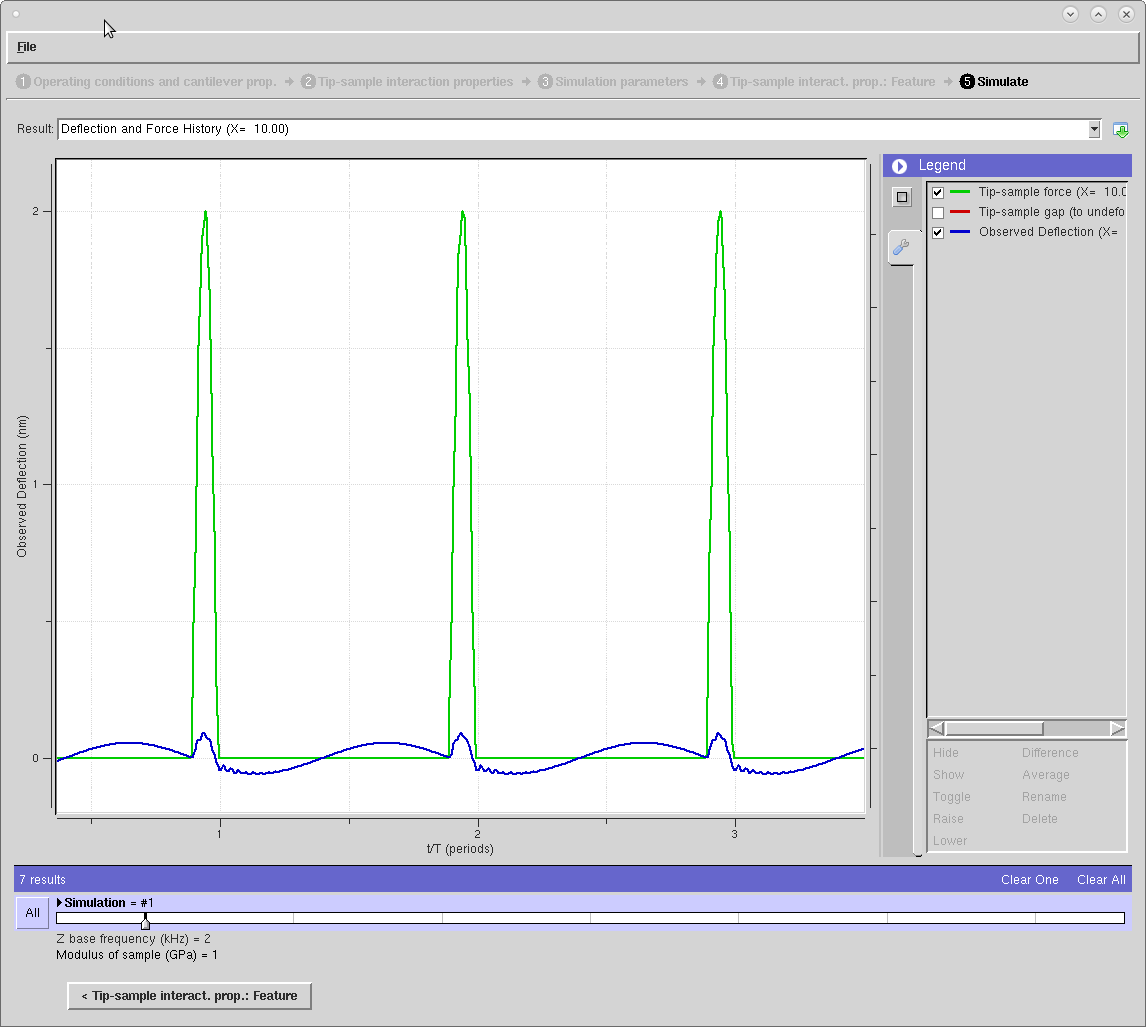 File
1 Operating conditions and cantilever prop. → 2 Tip-sample interaction properties → 3 Simulation parameters → 4 Tip-sample interact. prop.: Feature → 5 Simulate
Result: Deflection and Force History (X= 10.00)
Legend
Tip-sample force (X= 10.0
Tip-sample gap (to undefo
Observed Deflection (X=
2
1
0
Observed Deflection (nm)
1 2 3
t/T (periods)
Hide Difference
Show Average
Toggle Rename
Raise Delete
Lower
7 results Clear One Clear All
All
Simulation = #1
Z base frequency (kHz) = 2
Modulus of sample (GPa) = 1
< Tip-sample interact. prop.: Feature